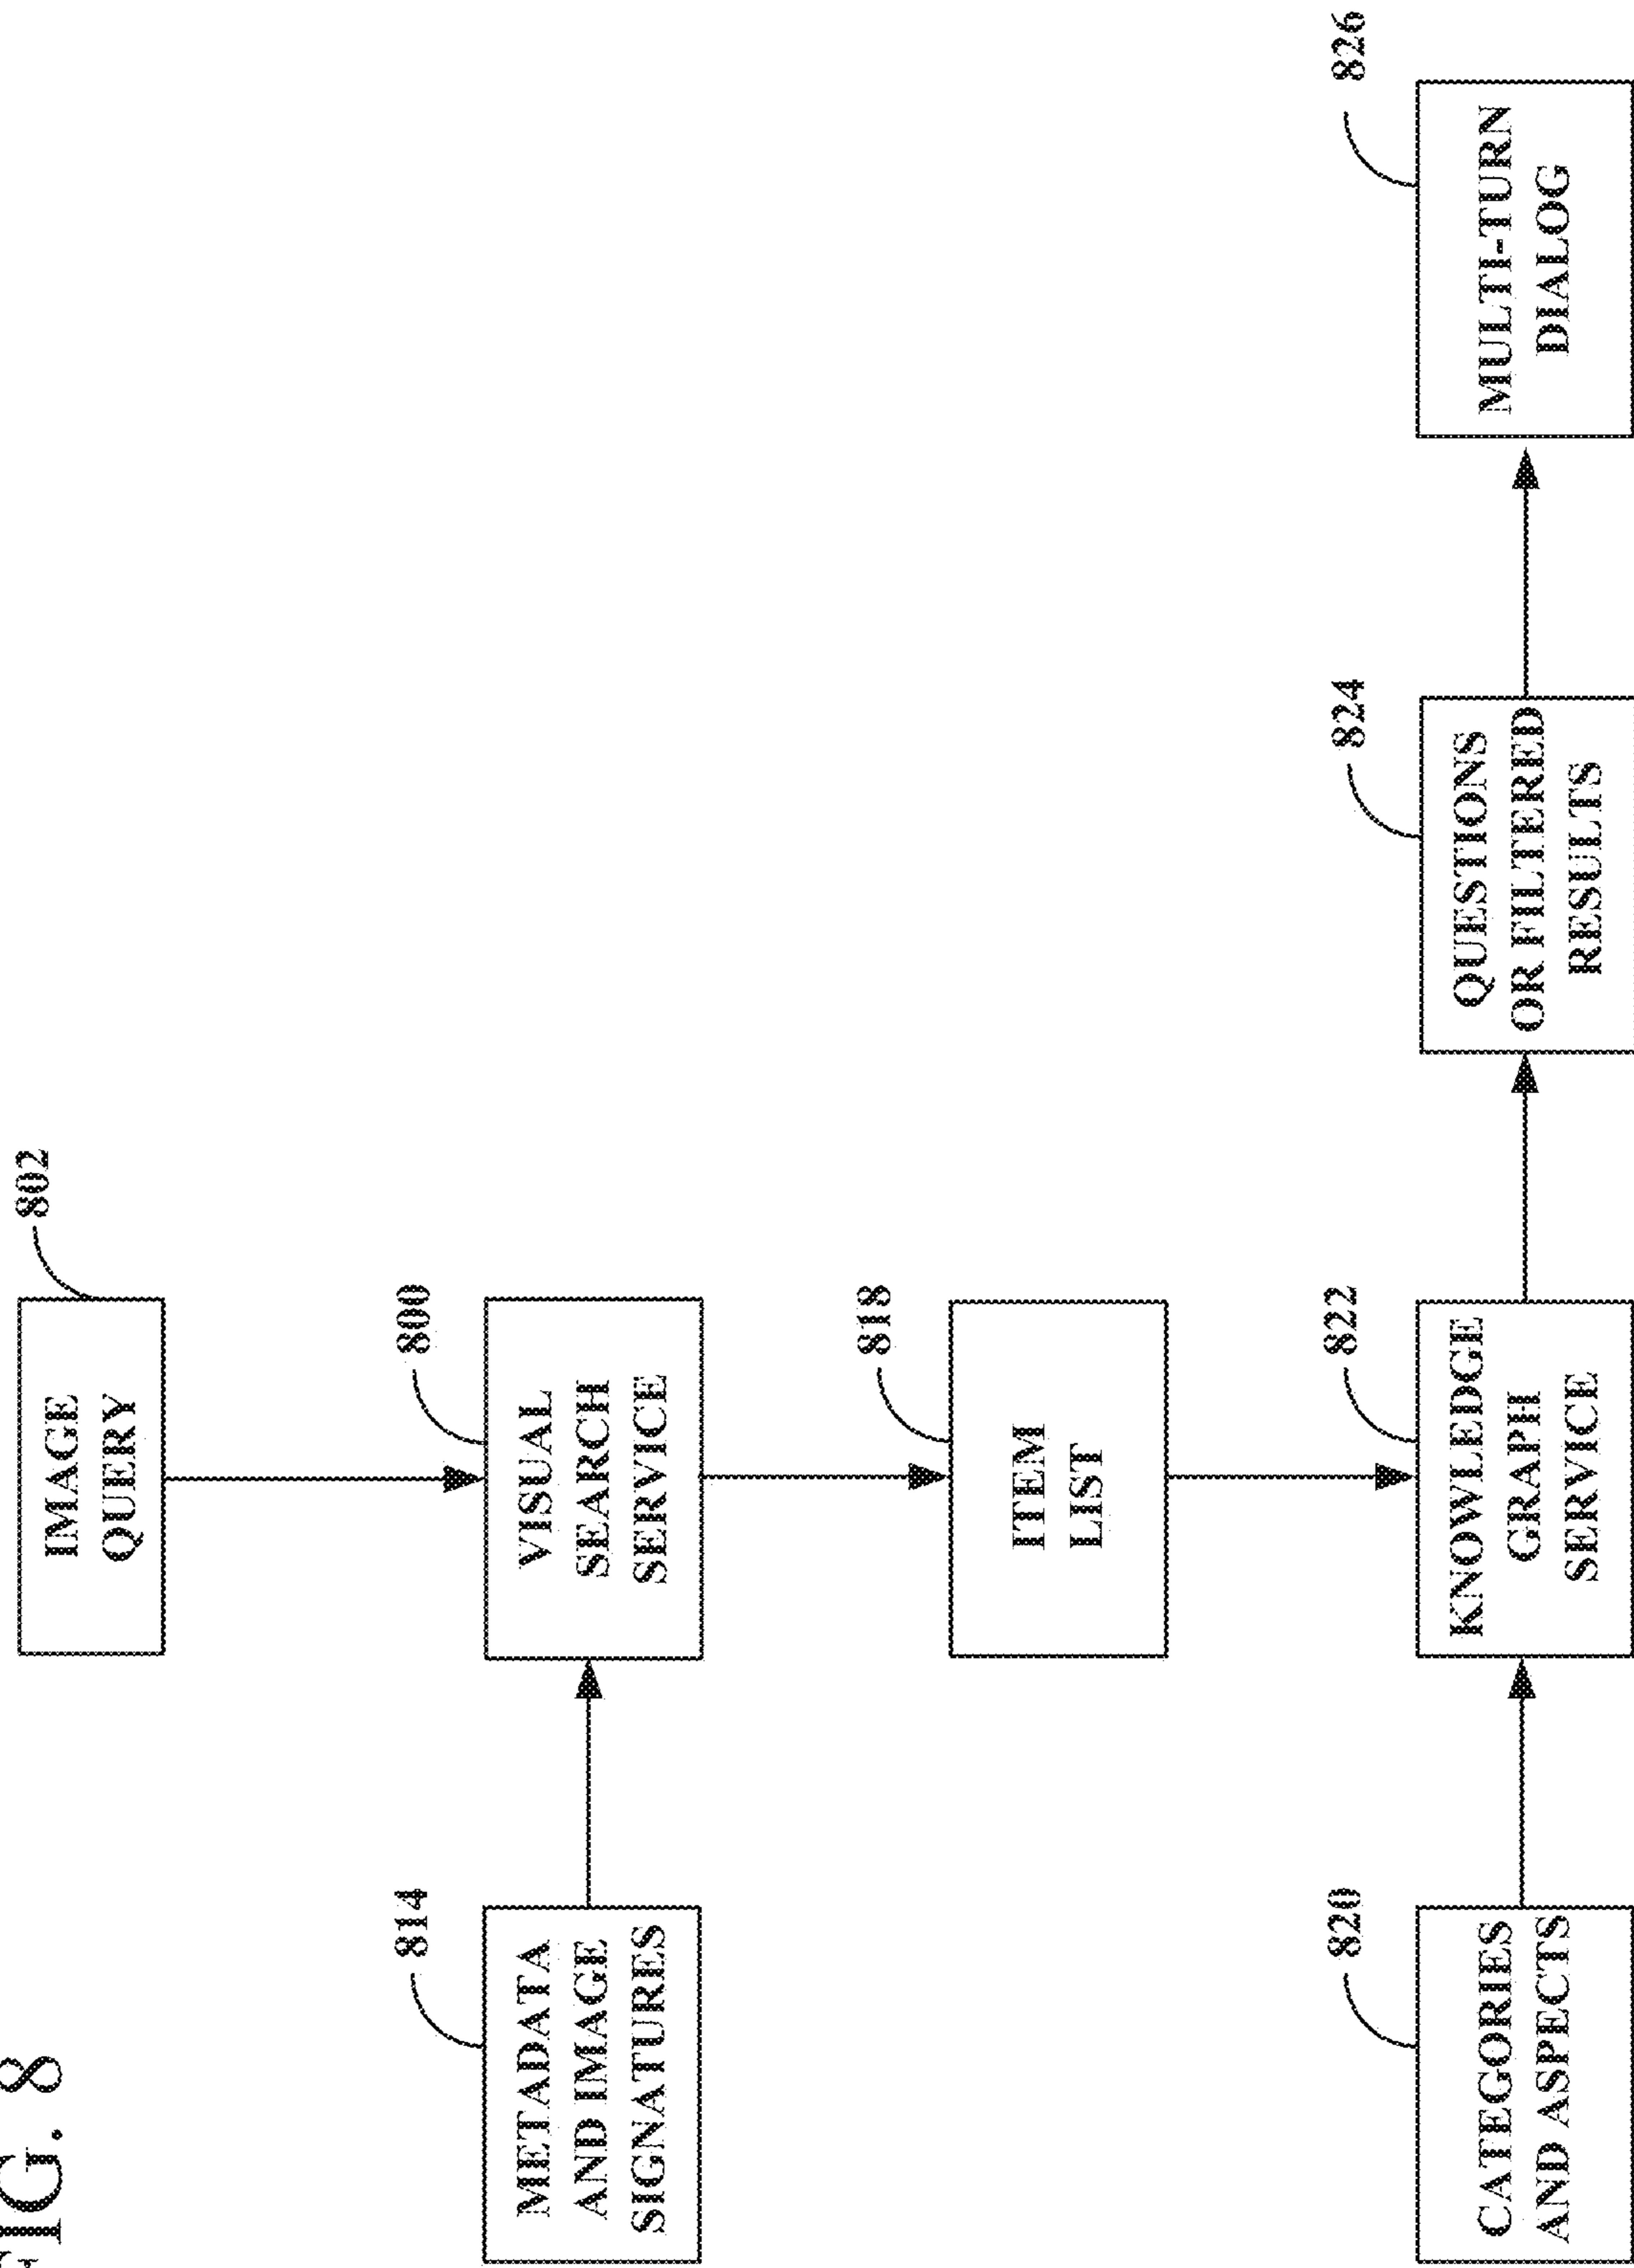 FIG. 8
802
IMAGE
QUERY
814
METADATA
AND IMAGE
SIGNATURES
800
VISUAL
SEARCH
SERVICE
818
ITEM
LIST
820
CATEGORIES
AND ASPECTS
822
KNOWLEDGE
GRAPH
SERVICE
824
QUESTIONS
OR FILTERED
RESULTS
826
MULTI-TURN
DIALOG